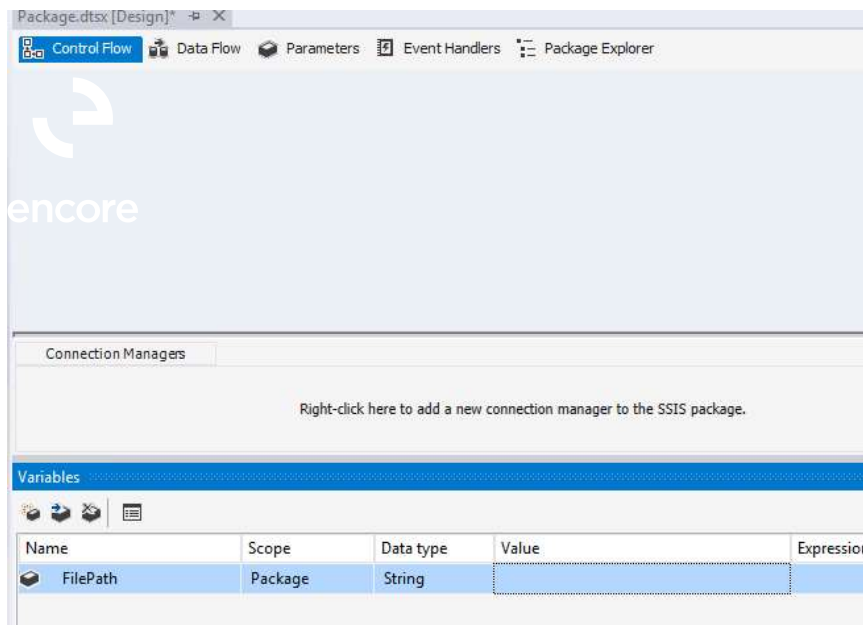 Package.dtsx [Design]*
Control Flow Data Flow Parameters Event Handlers Package Explorer
encore
Connection Managers
Right-click here to add a new connection manager to the SSIS package.
Variables
Name Scope Data type Value Expression
FilePath Package String